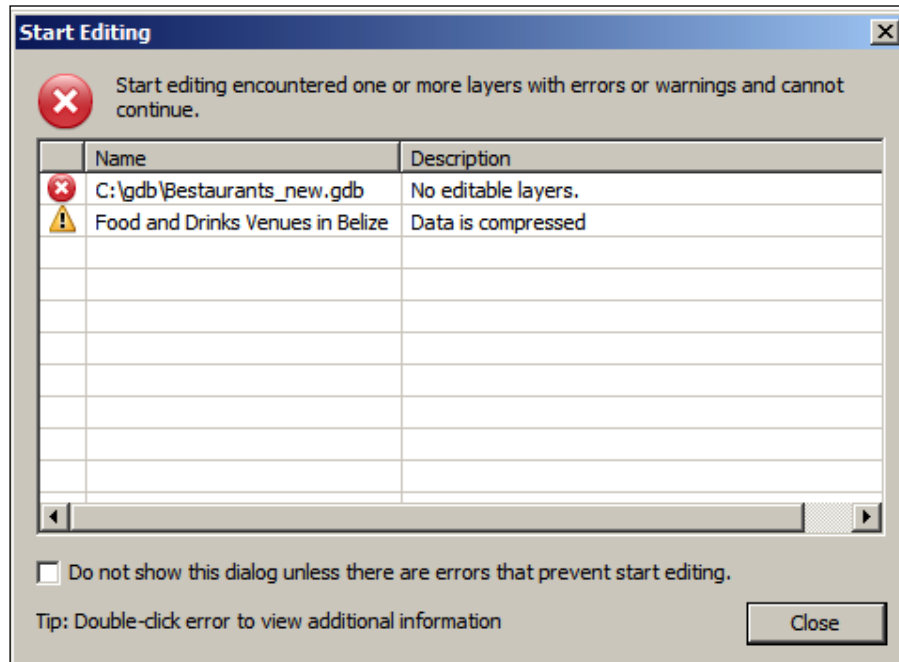 Start Editing
Start editing encountered one or more layers with errors or warnings and cannot
continue.
Name Description
C:\gdb\Bestaurants_new.gdb No editable layers.
Food and Drinks Venues in Belize Data is compressed
Do not show this dialog unless there are errors that prevent start editing.
Tip: Double-click error to view additional information
Close